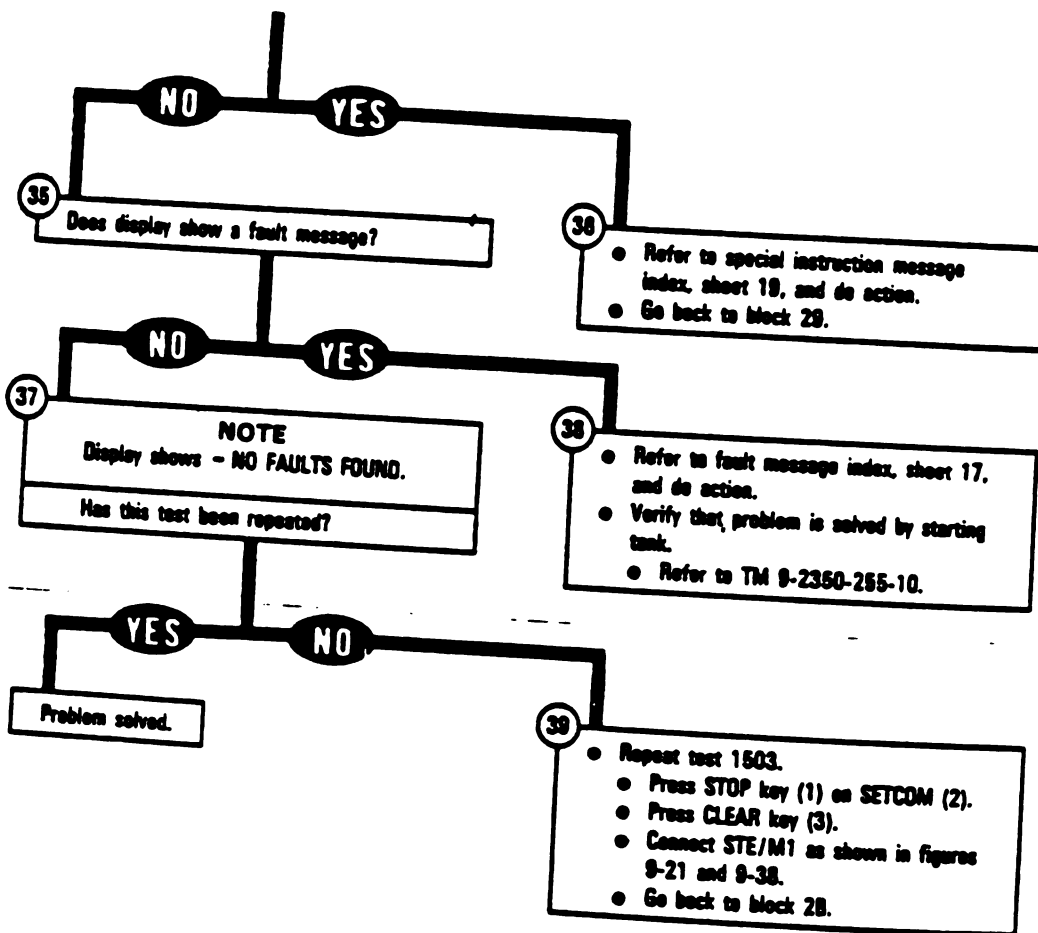 NO
YES
35
Does display show a fault message?
36
● Refer to special instruction message
index, sheet 19, and do action.
● Go back to block 29.
NO
YES
37
NOTE
Display shows - NO FAULTS FOUND.
Has this test been repeated?
38
● Refer to fault message index, sheet 17,
and do action.
● Verify that problem is solved by starting
tank.
● Refer to TM 9-2350-255-10.
YES
NO
Problem solved.
39
● Repeat test 1503.
● Press STOP key (1) on SETCOM (2).
● Press CLEAR key (3).
● Connect STE/M1 as shown in figures
9-21 and 9-38.
● Go back to block